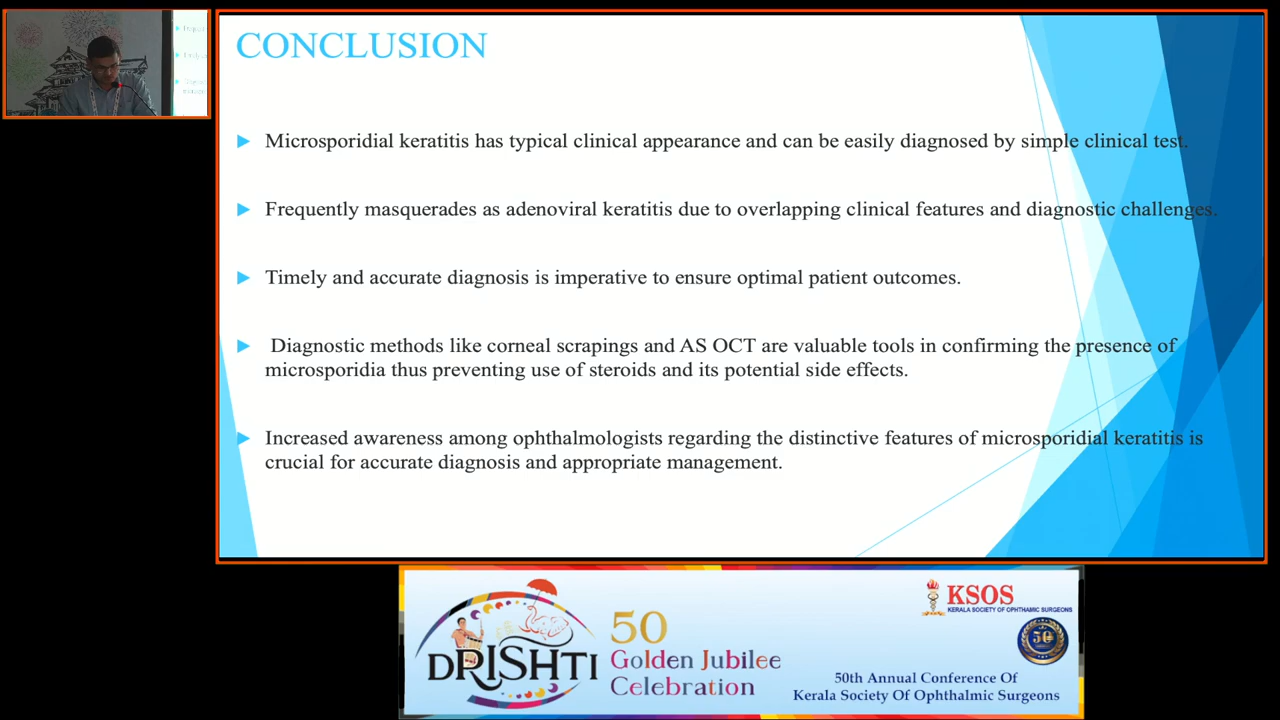 CONCLUSION
Microsporidial keratitis has typical clinical appearance and can be easily diagnosed by simple clinical test.
Frequently masquerades as adenoviral keratitis due to overlapping clinical features and diagnostic challenges.
Timely and accurate diagnosis is imperative to ensure optimal patient outcomes.
Diagnostic methods like corneal scrapings and AS OCT are valuable tools in confirming the presence of
microsporidia thus preventing use of steroids and its potential side effects.
Increased awareness among ophthalmologists regarding the distinctive features of microsporidial keratitis is
crucial for accurate diagnosis and appropriate management.
DRISHTI
50
Golden Jubilee
Celebration
KSOS
KERALA SOCIETY OF OPHTHAMIC SURGEONS
50
50th Annual Conference Of
Kerala Society Of Ophthalmic Surgeons